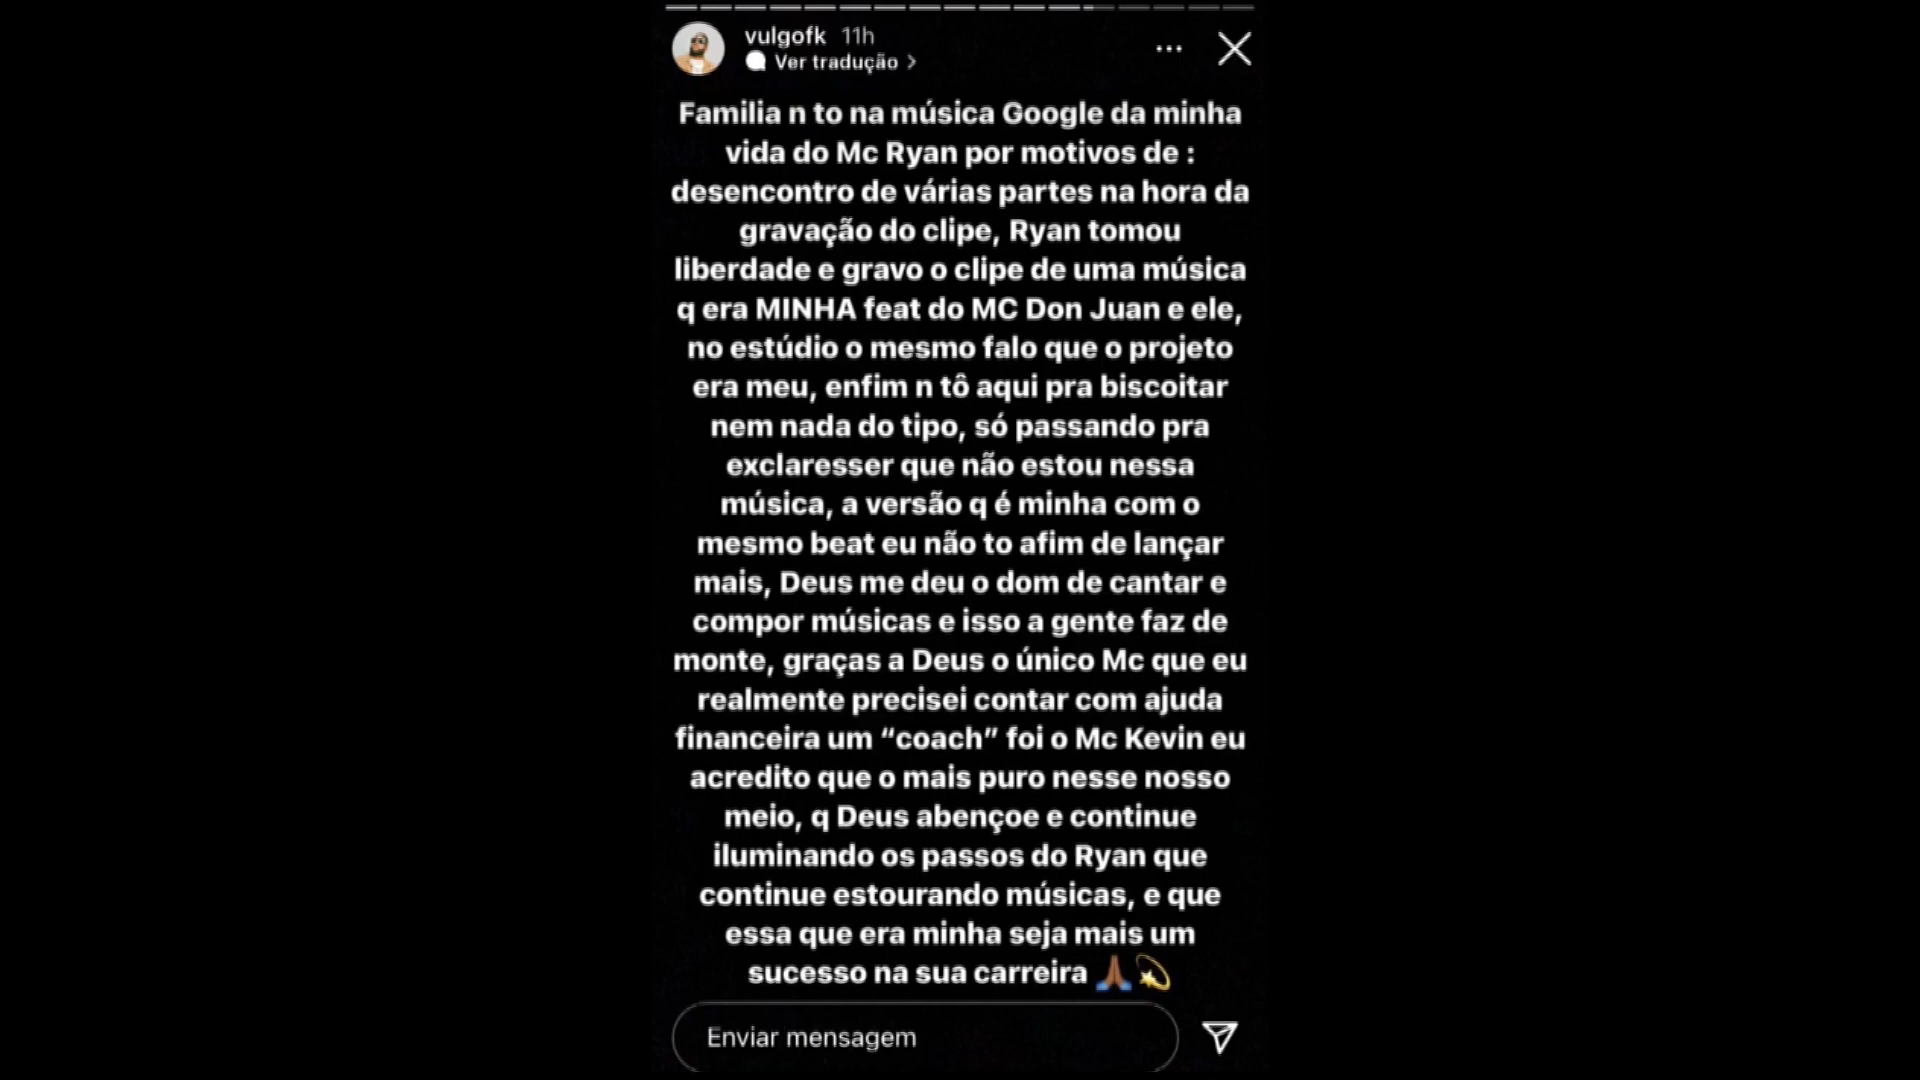 vulgofk 11h
Ver tradução >
Familia n to na música Google da minha
vida do Mc Ryan por motivos de :
desencontro de várias partes na hora da
gravação do clipe, Ryan tomou
liberdade e gravo o clipe de uma música
q era MINHA feat do MC Don Juan e ele,
no estúdio o mesmo falo que o projeto
era meu, enfim n tô aqui pra biscoitar
nem nada do tipo, só passando pra
exclaresser que não estou nessa
música, a versão q é minha com o
mesmo beat eu não to afim de lançar
mais, Deus me deu o dom de cantar e
compor músicas e isso a gente faz de
monte, graças a Deus o único Mc que eu
realmente precisei contar com ajuda
financeira um “coach” foi o Mc Kevin eu
acredito que o mais puro nesse nosso
meio, q Deus abençoe e continue
iluminando os passos do Ryan que
continue estourando músicas, e que
essa que era minha seja mais um
sucesso na sua carreira 🙏🏾💫
Enviar mensagem